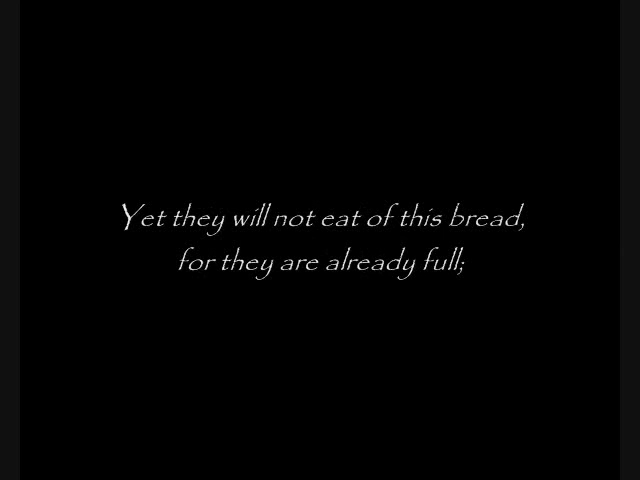 Yet they will not eat of this bread,
for they are already full;